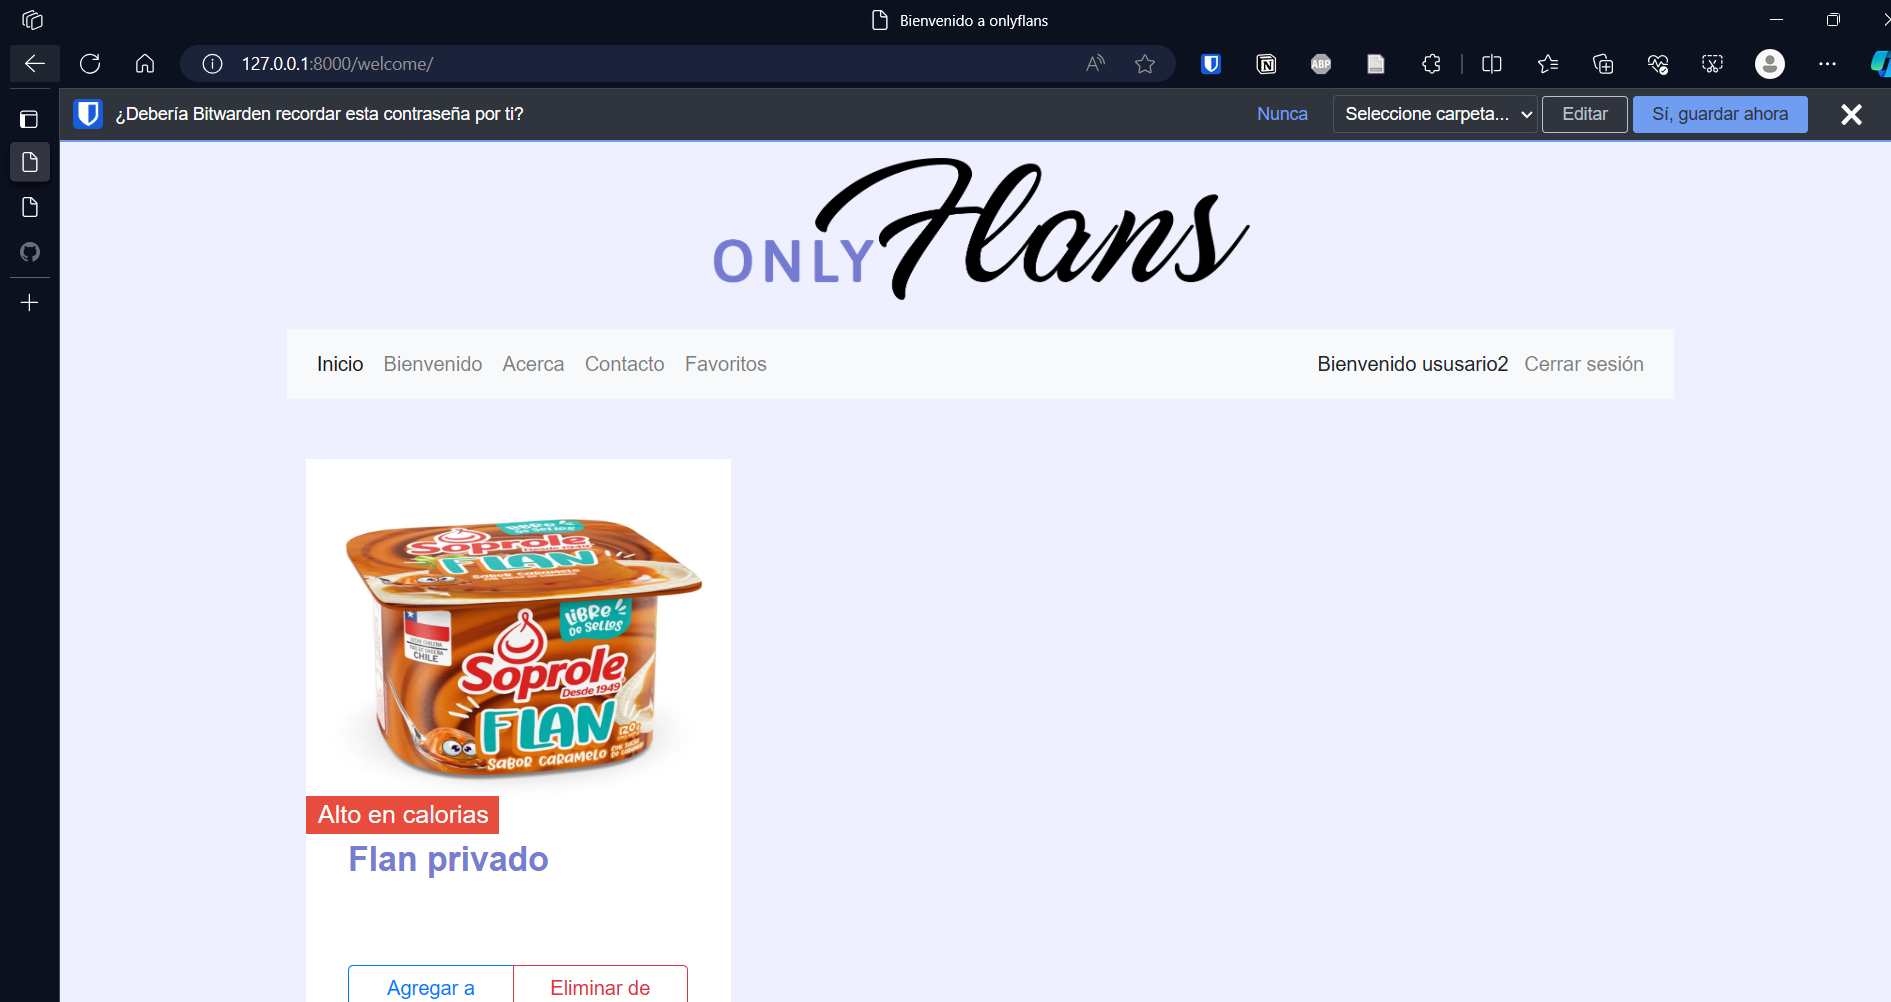 Bienvenido a onlyflans
127.0.0.1:8000/welcome/
ABP
¿Debería Bitwarden recordar esta contraseña por ti?
Nunca
Seleccione carpeta...
Editar
Sí, guardar ahora
ONLY Flans
Inicio Bienvenido Acerca Contacto Favoritos
Bienvenido ususario2 Cerrar sesión
LIBRE
DE SELLOS
Soprole
Desde 1949
FLAN
SABOR CARAMELO
LIBRE
De SeLLos
CHILE
Soprole
Desde 1949
FLAN
120g
SABOR CARAMELO
Alto en calorias
Flan privado
Agregar a
Eliminar de